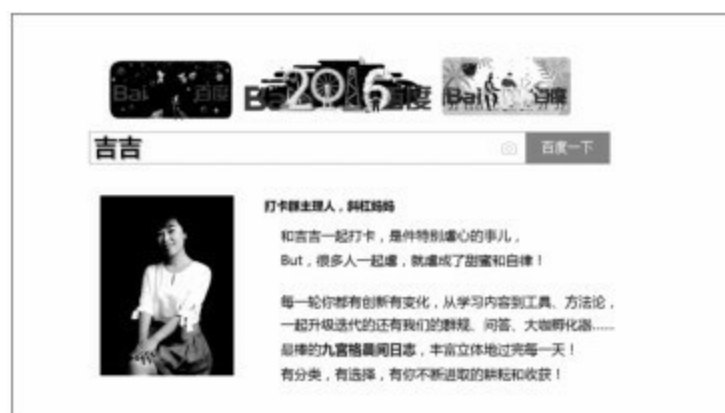 Bai 百度
Bai 2016 百度
Bai 百度
吉吉
百度一下
打卡群主理人，斜杠妈妈
和吉吉一起打卡，是件特别虐心的事儿，
But，很多人一起虐，就虐成了甜蜜和自律！
每一轮你都有创新有变化，从学习内容到工具、方法论，
一起升级迭代的还有我们的群规、问答、大咖孵化器……
最棒的九宫格晨间日志，丰富立体地过完每一天！
有分类，有选择，有你不断进取的耕耘和收获！